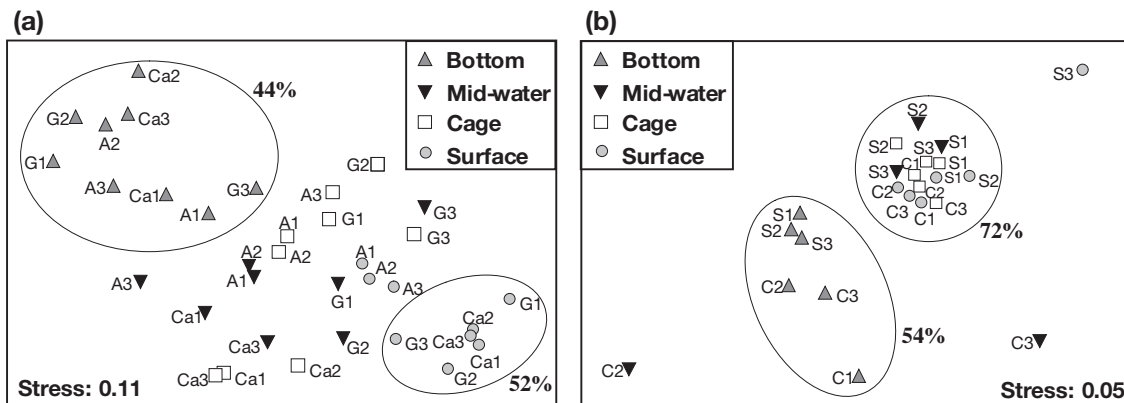 (a)
Bottom
Mid-water
Cage
Surface
Ca2
44%
G2
Ca3
A2
G1
A3
Ca1
G3
A1
G2
A3
G1
G3
G3
A1
A2
A2
A1
A1
A2
A3
A3
G1
G1
Ca1
Ca2
Ca3
G2
G3
Ca3
Ca1
G2
Ca3
Ca1
Ca2
52%
Stress: 0.11
(b)
Bottom
Mid-water
Cage
Surface
S3
S2
S2
S3
S1
C1
S1
S3
S1
S2
C2
C2
C3
C1
C3
72%
S1
S2
S3
C2
C3
54%
C3
C2
C1
Stress: 0.05